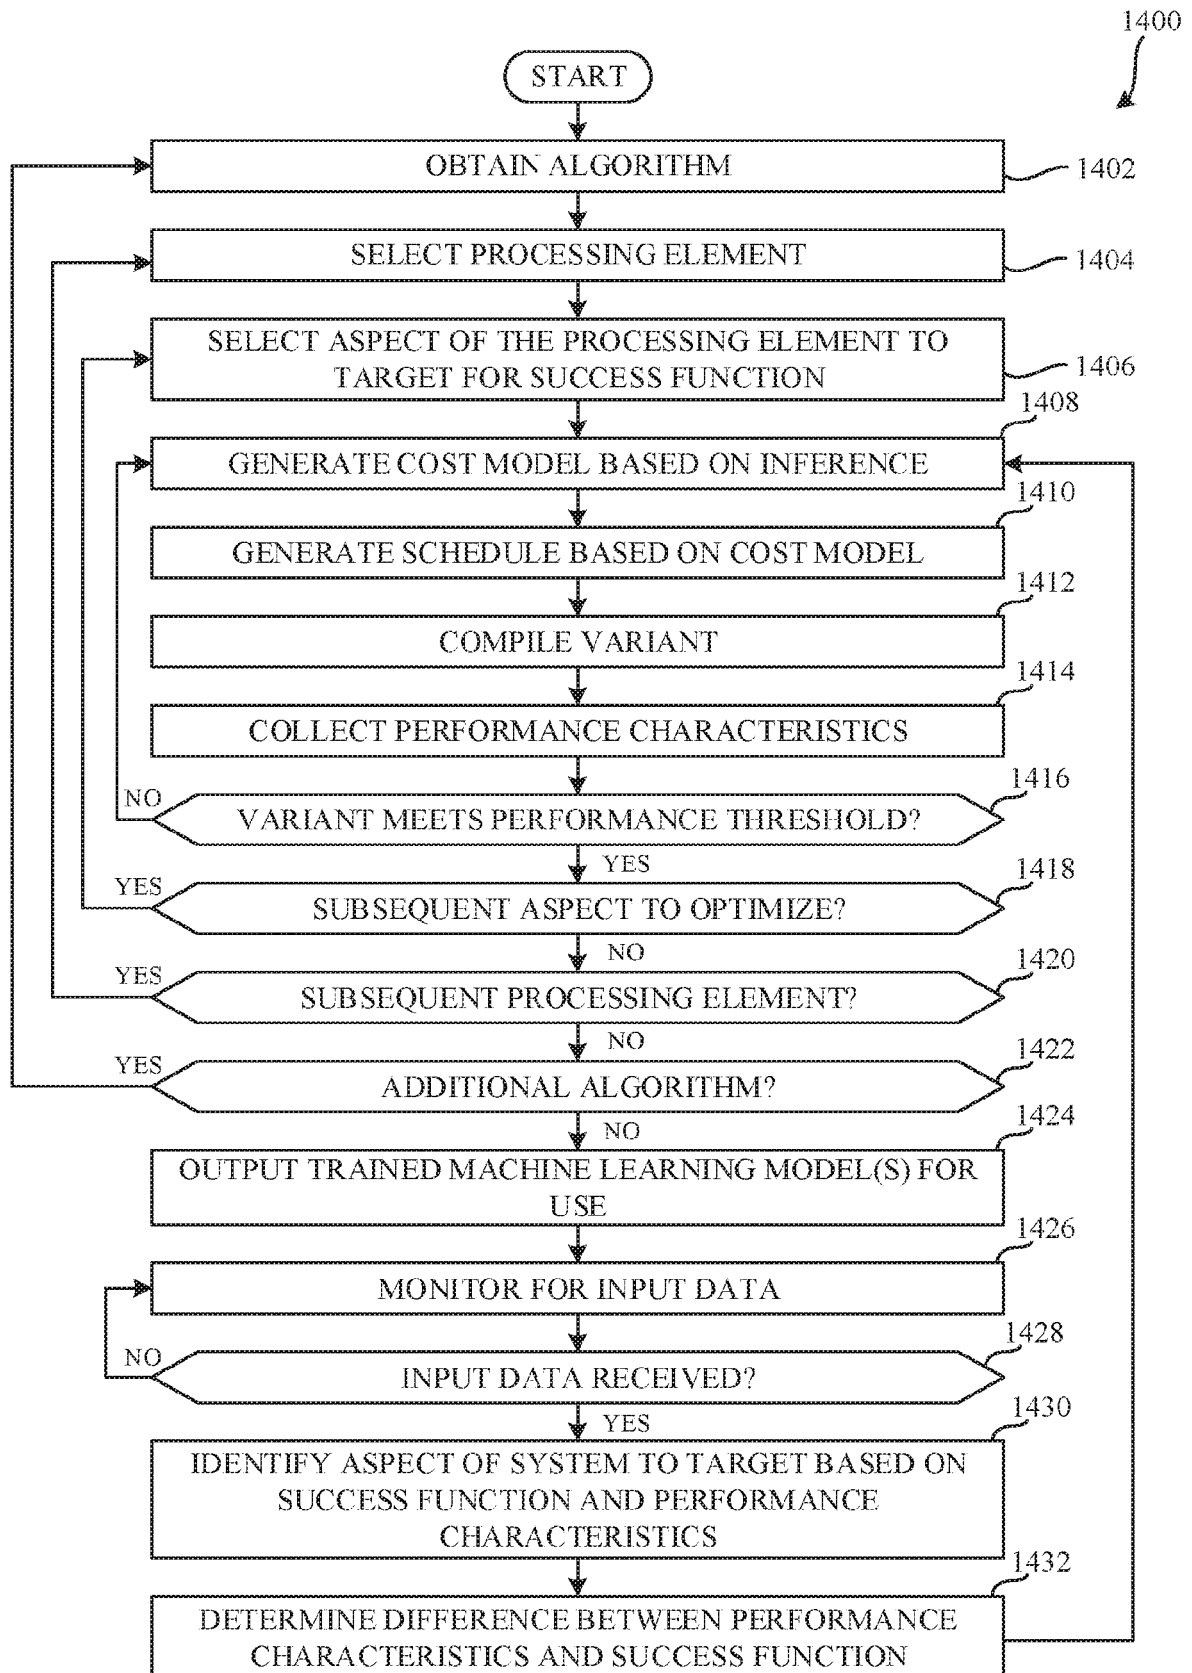 1400
START
OBTAIN ALGORITHM
1402
SELECT PROCESSING ELEMENT
1404
SELECT ASPECT OF THE PROCESSING ELEMENT TO
TARGET FOR SUCCESS FUNCTION
1406
1408
GENERATE COST MODEL BASED ON INFERENCE
1410
GENERATE SCHEDULE BASED ON COST MODEL
1412
COMPILE VARIANT
1414
COLLECT PERFORMANCE CHARACTERISTICS
1416
NO
VARIANT MEETS PERFORMANCE THRESHOLD?
YES
1418
YES
SUBSEQUENT ASPECT TO OPTIMIZE?
NO
1420
YES
SUBSEQUENT PROCESSING ELEMENT?
NO
1422
YES
ADDITIONAL ALGORITHM?
NO
1424
OUTPUT TRAINED MACHINE LEARNING MODEL(S) FOR
USE
1426
MONITOR FOR INPUT DATA
1428
NO
INPUT DATA RECEIVED?
YES
1430
IDENTIFY ASPECT OF SYSTEM TO TARGET BASED ON
SUCCESS FUNCTION AND PERFORMANCE
CHARACTERISTICS
1432
DETERMINE DIFFERENCE BETWEEN PERFORMANCE
CHARACTERISTICS AND SUCCESS FUNCTION